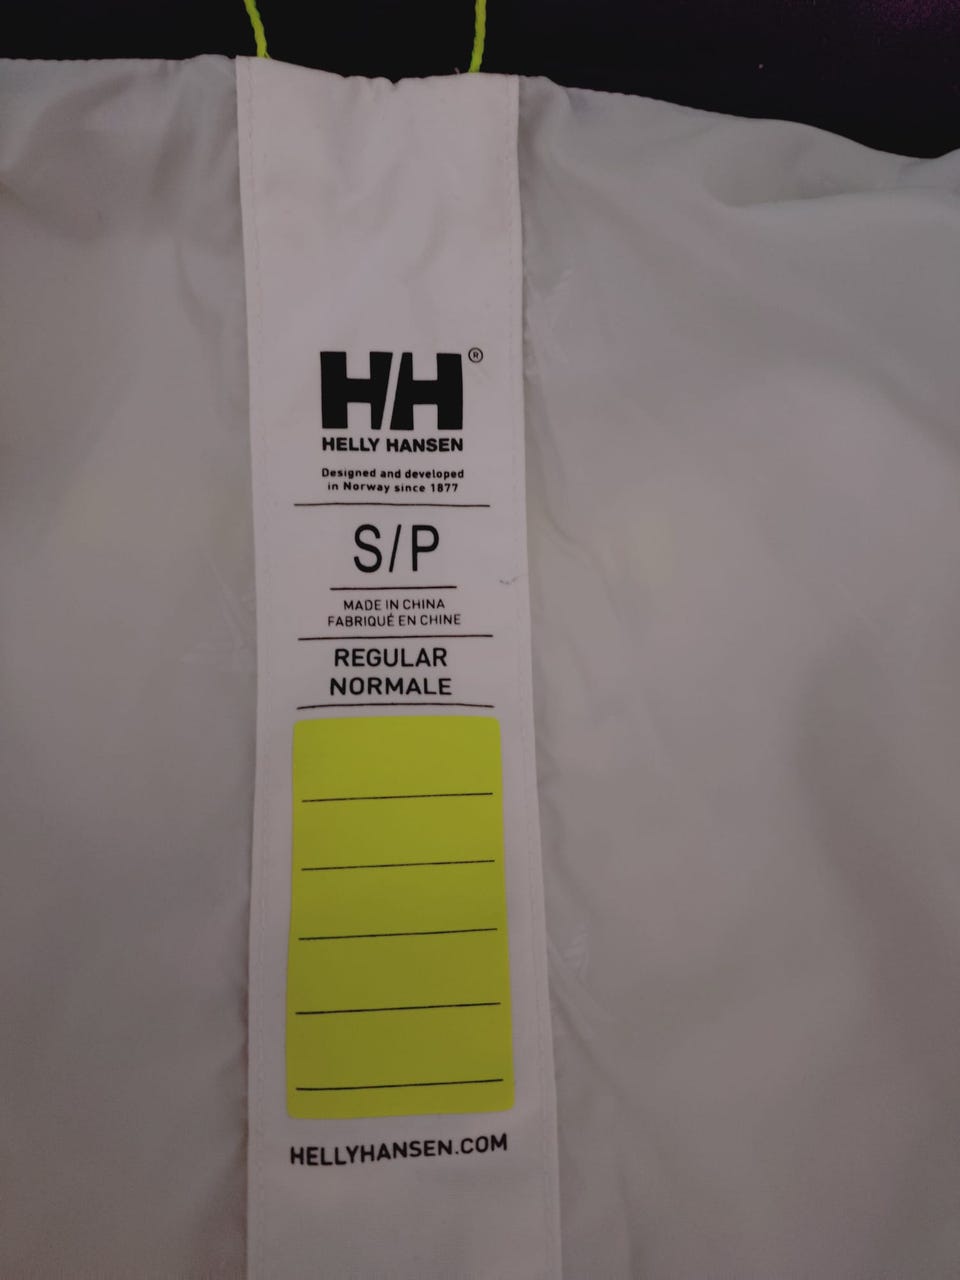 HH®
HELLY HANSEN
Designed and developed
in Norway since 1877
S/P
MADE IN CHINA
FABRIQUÉ EN CHINE
REGULAR
NORMALE
HELLYHANSEN.COM